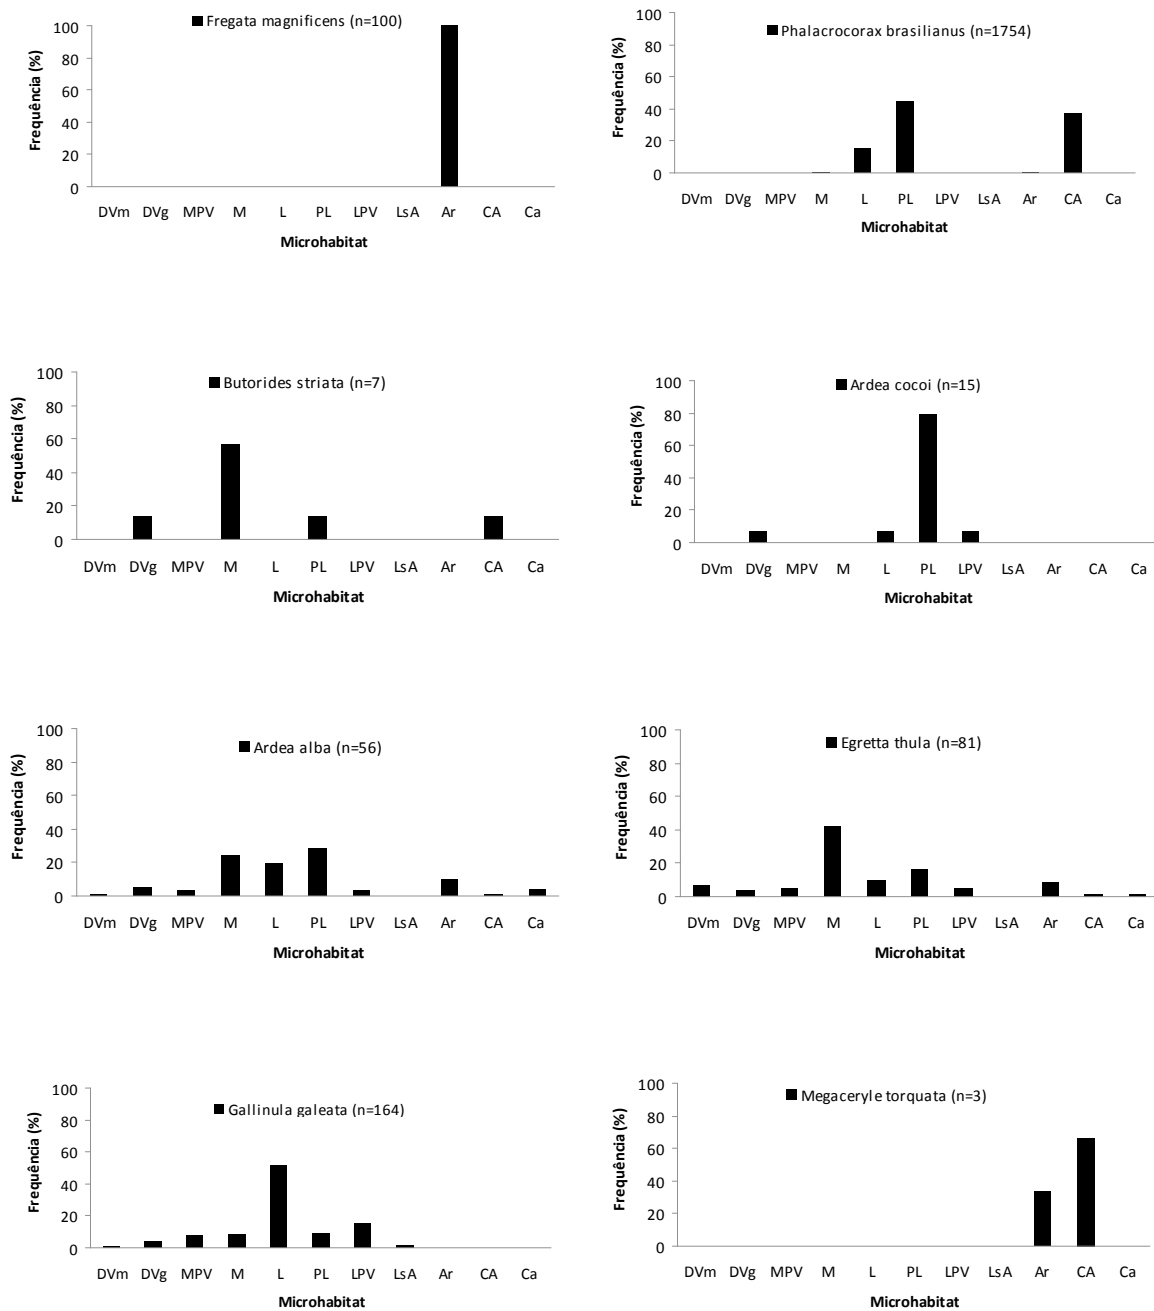 Fregata magnificens (n=100)
Frequência (%)
100
80
60
40
20
0
DVm DVg MPV M L PL LPV LsA Ar CA Ca
Microhabitat
Phalacrocorax brasilianus (n=1754)
Frequência (%)
100
80
60
40
20
0
DVm DVg MPV M L PL LPV LsA Ar CA Ca
Microhabitat
Butorides striata (n=7)
Frequência (%)
100
80
60
40
20
0
DVm DVg MPV M L PL LPV LsA Ar CA Ca
Microhabitat
Ardea cocoi (n=15)
Frequência (%)
100
80
60
40
20
0
DVm DVg MPV M L PL LPV LsA Ar CA Ca
Microhabitat
Ardea alba (n=56)
Frequência (%)
100
80
60
40
20
0
DVm DVg MPV M L PL LPV LsA Ar CA Ca
Microhabitat
Egretta thula (n=81)
Frequência (%)
100
80
60
40
20
0
DVm DVg MPV M L PL LPV LsA Ar CA Ca
Microhabitat
Gallinula galeata (n=164)
Frequência (%)
100
80
60
40
20
0
DVm DVg MPV M L PL LPV LsA Ar CA Ca
Microhabitat
Megaceryle torquata (n=3)
Frequência (%)
100
80
60
40
20
0
DVm DVg MPV M L PL LPV LsA Ar CA Ca
Microhabitat